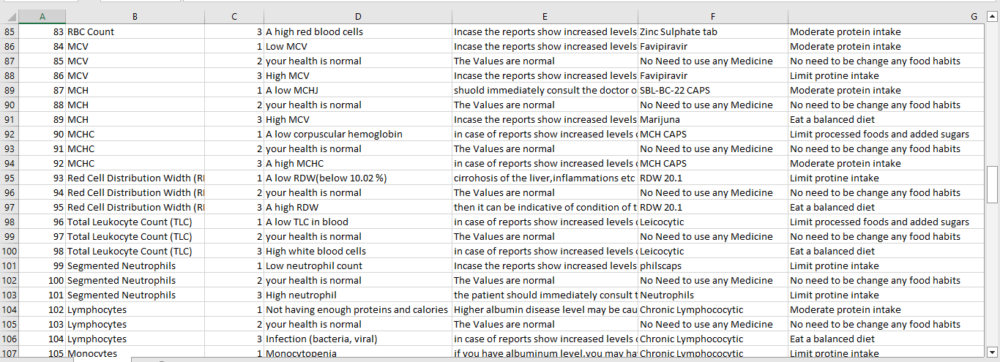 A B C D E F G
85 83 RBC Count 3 A high red blood cells Incase the reports show increased levels Zinc Sulphate tab Moderate protein intake
86 84 MCV 1 Low MCV Incase the reports show increased levels Favipiravir Moderate protein intake
87 85 MCV 2 your health is normal The Values are normal No Need to use any Medicine No need to be change any food habits
88 86 MCV 3 High MCV Incase the reports show increased levels Favipiravir Limit protine intake
89 87 MCH 1 A low MCHJ shuold immediately consult the doctor o SBL-BC-22 CAPS Moderate protein intake
90 88 MCH 2 your health is normal The Values are normal No Need to use any Medicine No need to be change any food habits
91 89 MCH 3 High MCV Incase the reports show increased levels Marijuna Eat a balanced diet
92 90 MCHC 1 A low corpuscular hemoglobin in case of reports show increased levels MCH CAPS Limit processed foods and added sugars
93 91 MCHC 2 your health is normal The Values are normal No Need to use any Medicine No need to be change any food habits
94 92 MCHC 3 A high MCHC in case of reports show increased levels MCH CAPS Moderate protein intake
95 93 Red Cell Distribution Width (RI 1 A low RDW(below 10.02 %) cirrohosis of the liver,inflammations etc RDW 20.1 Limit protine intake
96 94 Red Cell Distribution Width (RI 2 your health is normal The Values are normal No Need to use any Medicine No need to be change any food habits
97 95 Red Cell Distribution Width (RI 3 A high RDW then it can be indicative of condition of t RDW 20.1 Eat a balanced diet
98 96 Total Leukocyte Count (TLC) 1 A low TLC in blood in case of reports show increased levels Leicocytic Limit processed foods and added sugars
99 97 Total Leukocyte Count (TLC) 2 your health is normal The Values are normal No Need to use any Medicine No need to be change any food habits
100 98 Total Leukocyte Count (TLC) 3 High white blood cells in case of reports show increased levels Leicocytic Eat a balanced diet
101 99 Segmented Neutrophils 1 Low neutrophil count Incase the reports show increased levels philscaps Limit protine intake
102 100 Segmented Neutrophils 2 your health is normal The Values are normal No Need to use any Medicine No need to be change any food habits
103 101 Segmented Neutrophils 3 High neutrophil the patient should immediately consult t Neutrophils Limit protine intake
104 102 Lymphocytes 1 Not having enough proteins and calories Higher albumin disease level may be cau Chronic Lymphococytic Moderate protein intake
105 103 Lymphocytes 2 your health is normal The Values are normal No Need to use any Medicine No need to be change any food habits
106 104 Lymphocytes 3 Infection (bacteria, viral) in case of reports show increased levels Chronic Lymphococytic Eat a balanced diet
107 105 Monocytes 1 Monocytopenia if you have albuminum level,you may ha Chronic Lymphococytic Limit protine intake